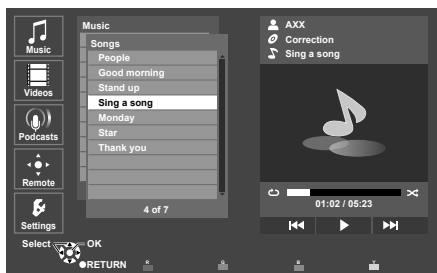 Music
Videos
Podcasts
Remote
Settings
Select
OK
RETURN
Music
Songs
People
Good morning
Stand up
Sing a song
Monday
Star
Thank you
4 of 7
AXX
Correction
Sing a song
01:02 / 05:23
R
G
B
Y